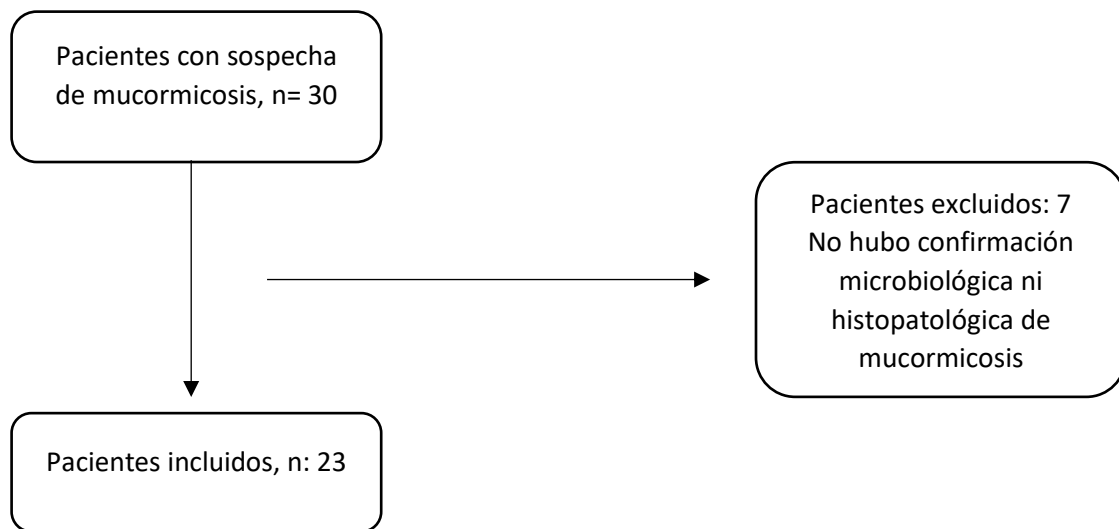 Pacientes con sospecha
de mucormicosis, n= 30
Pacientes excluidos: 7
No hubo confirmación
microbiológica ni
histopatológica de
mucormicosis
Pacientes incluidos, n: 23